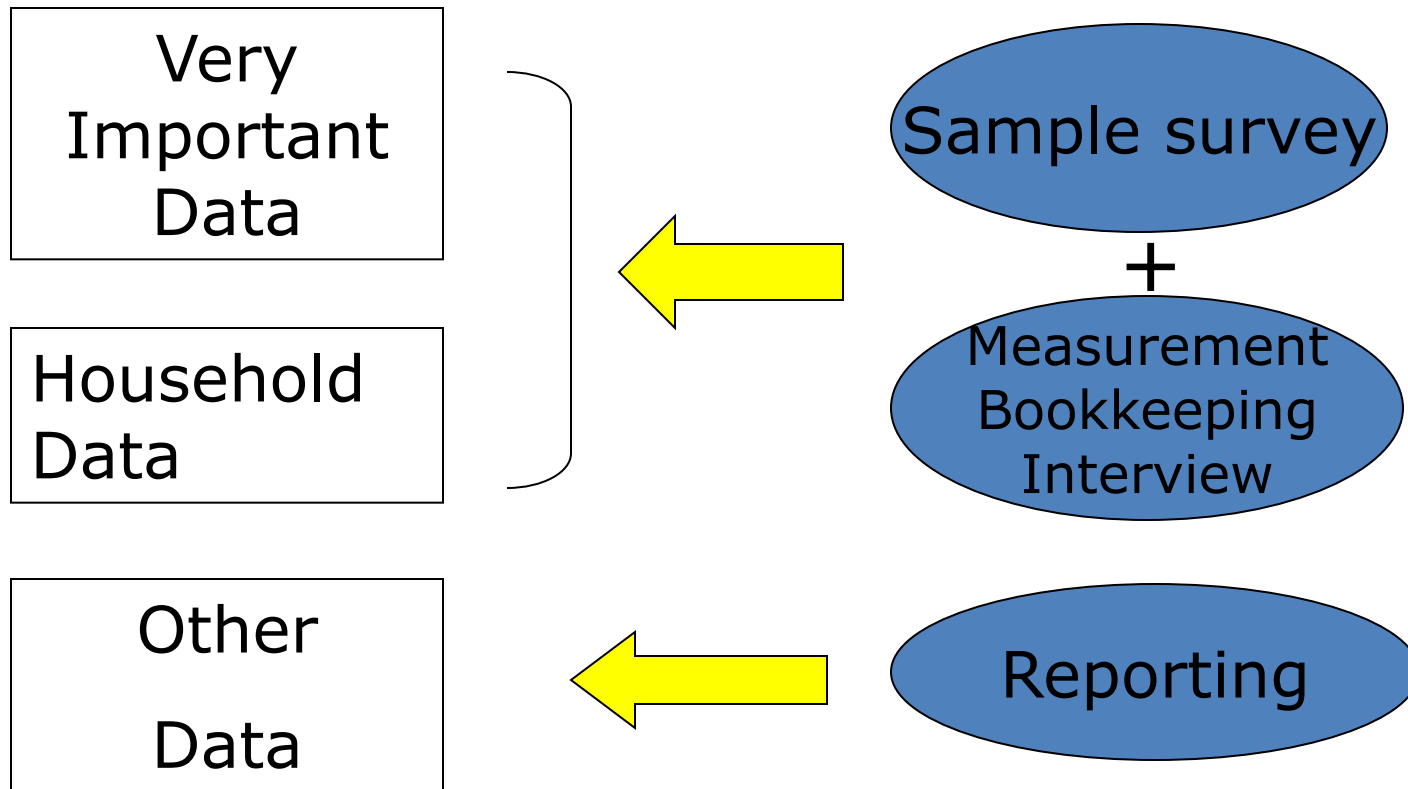 Very
Important
Data
Household
Data
Other
Data
Sample survey
+
Measurement
Bookkeeping
Interview
Reporting